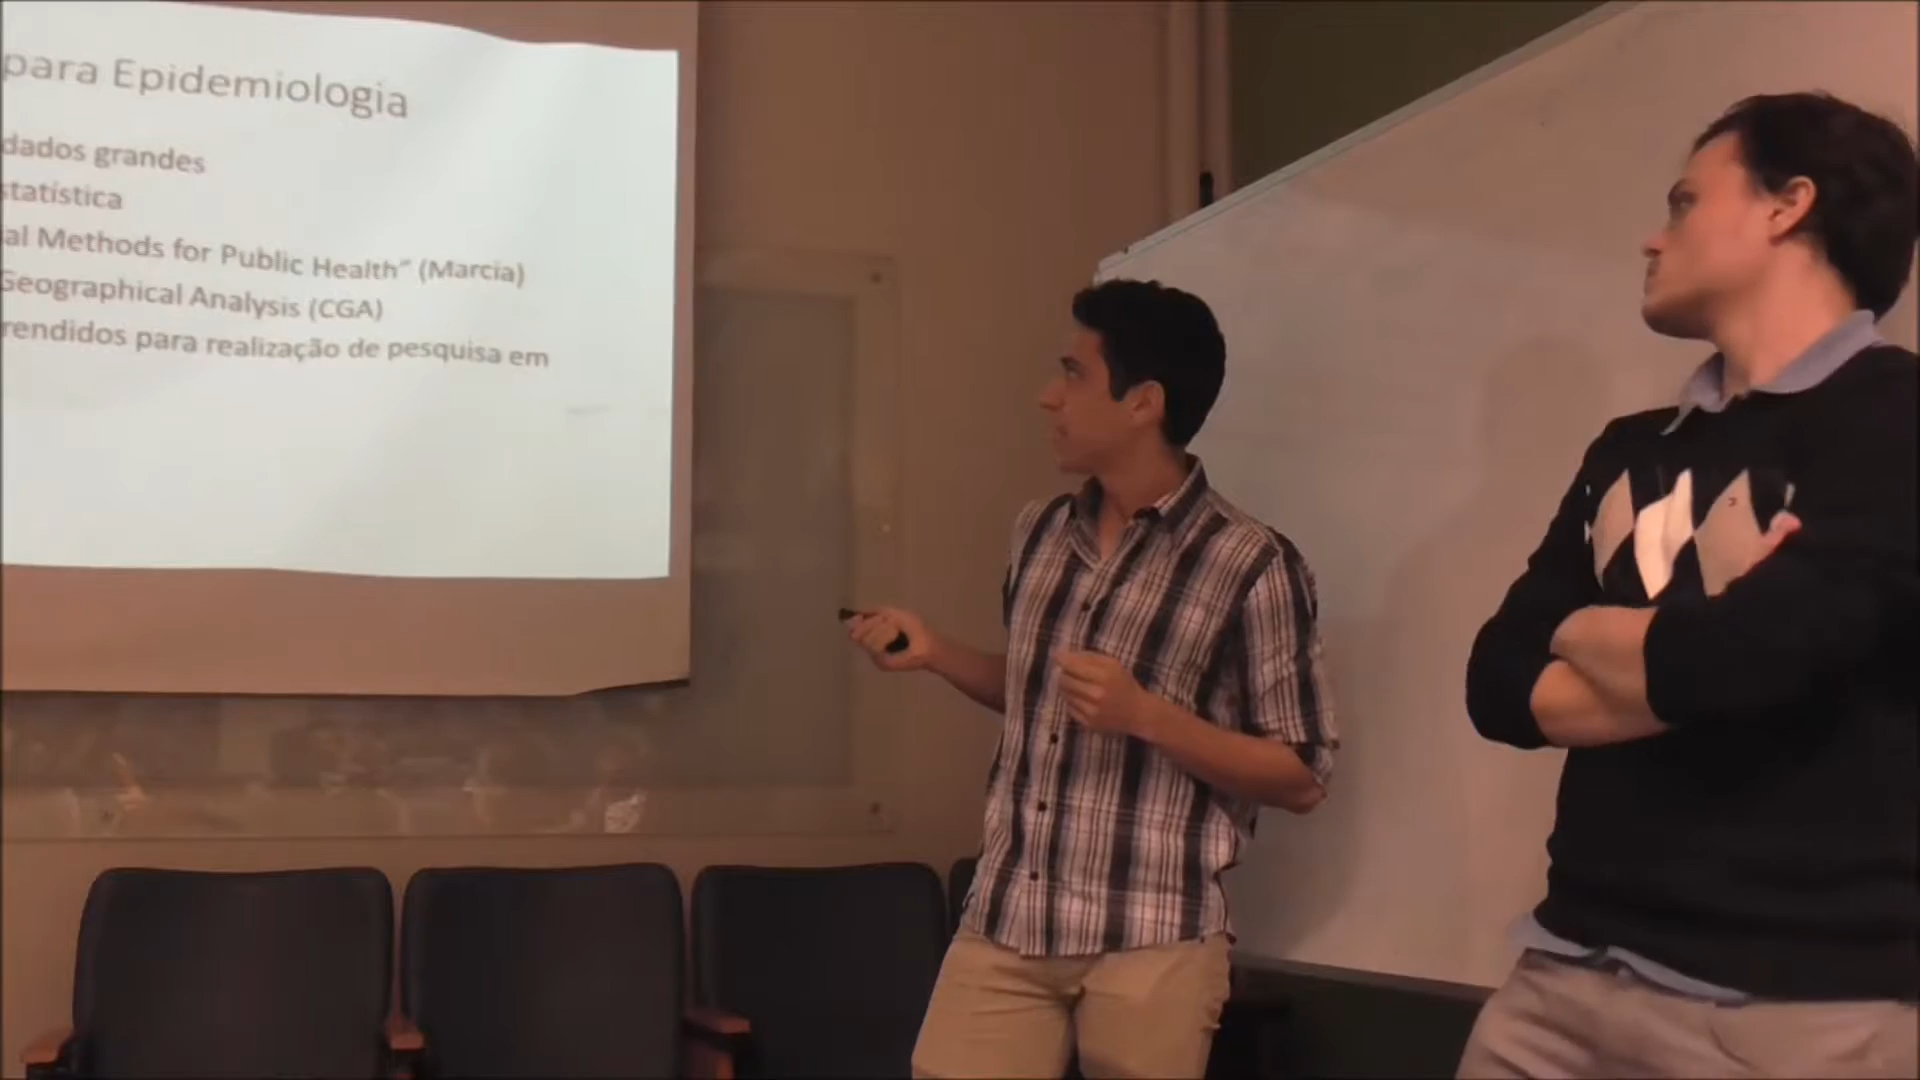 para Epidemiologia
dados grandes
statística
al Methods for Public Health" (Marcia)
Geographical Analysis (CGA)
rendidos para realização de pesquisa em